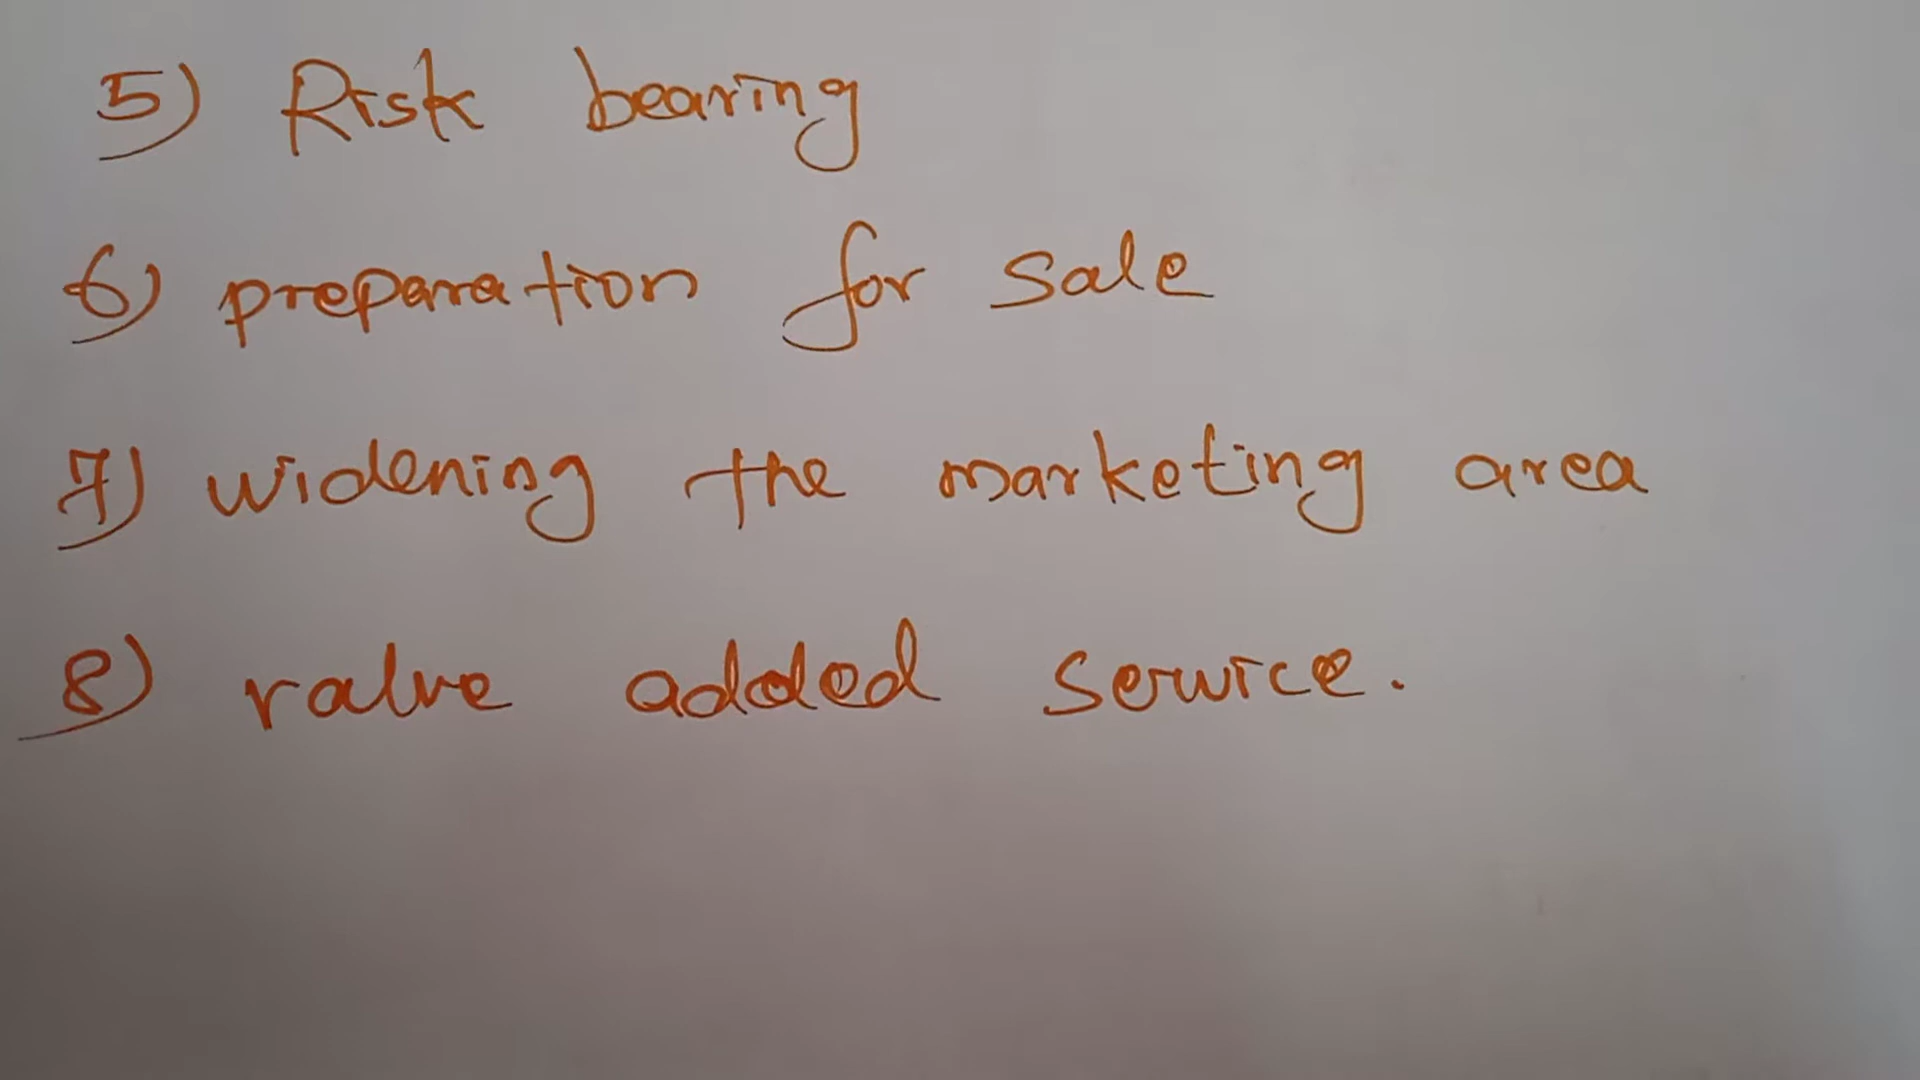 5) Risk bearing
6) preparation for sale
7) widening the marketing area
8) value added service.